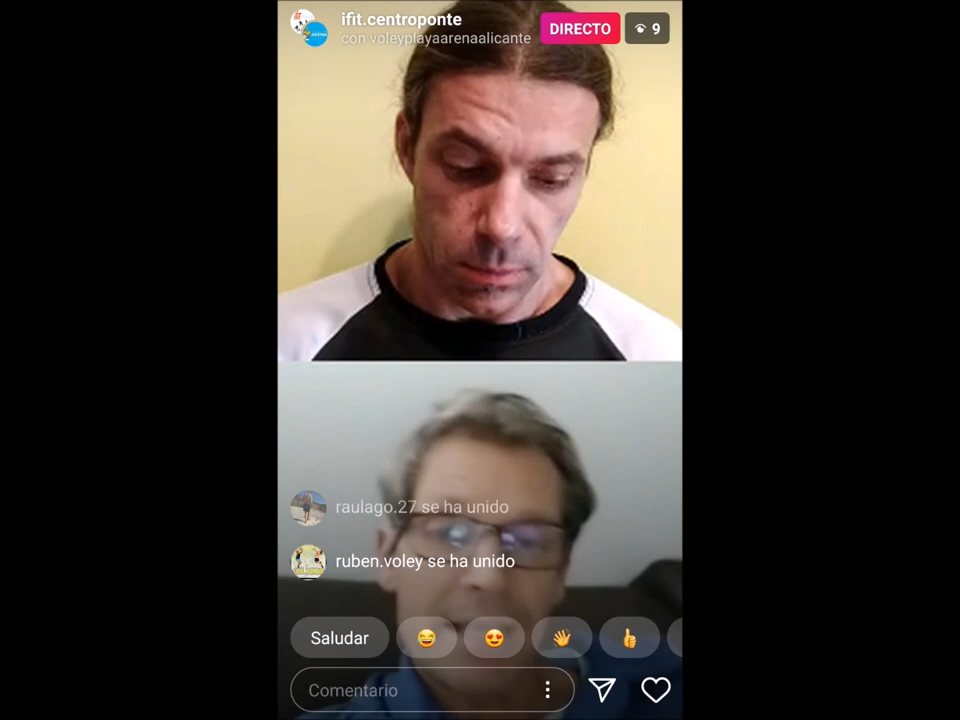 ifit.centroponte
con voleyplayaarenaalicante
DIRECTO
9
raulago.27 se ha unido
ruben.voley se ha unido
Saludar
Comentario